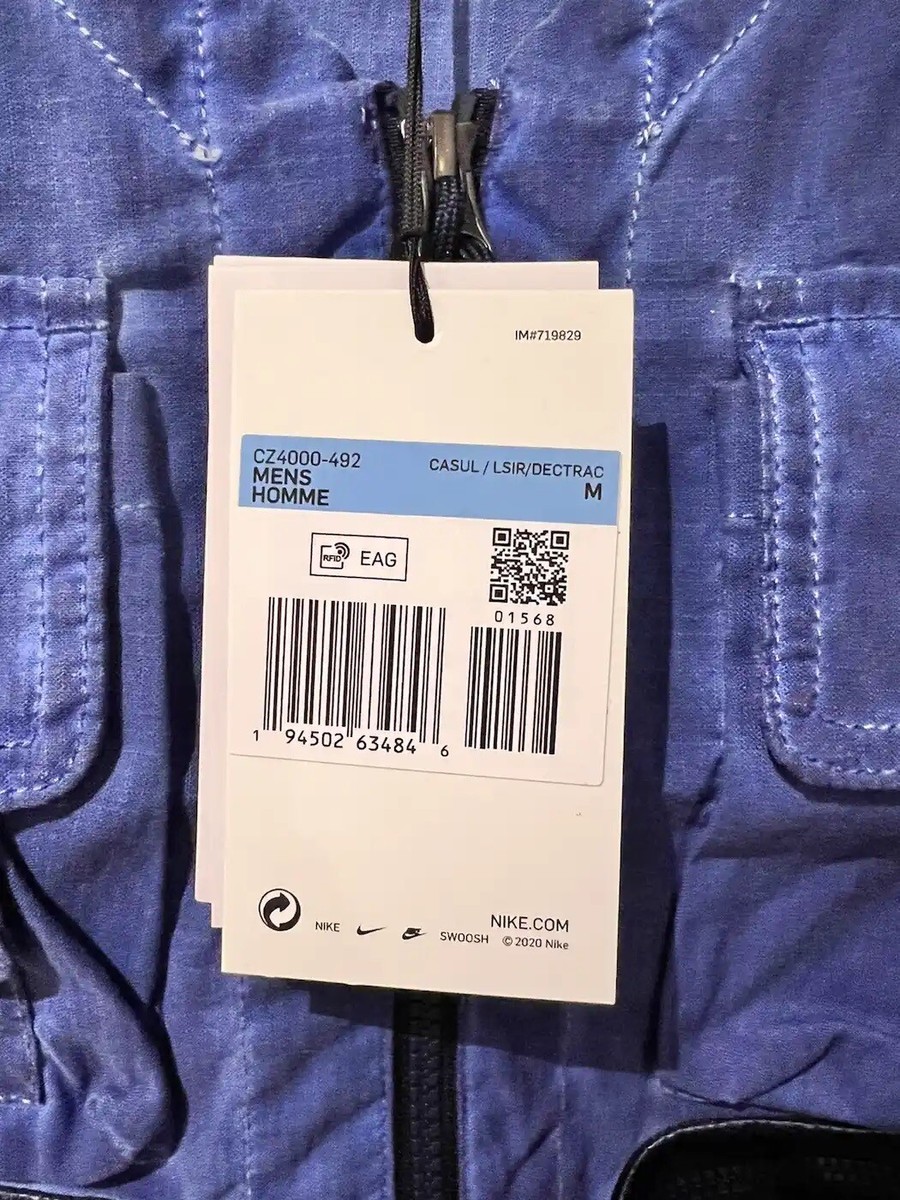 IM#719829
CZ4000-492
CASUL / LSIR/DECTRAC
MENS
M
HOMME
RFID
EAG
01568
1 94502 63484 6
NIKE
SWOOSH
NIKE.COM
© 2020 Nike